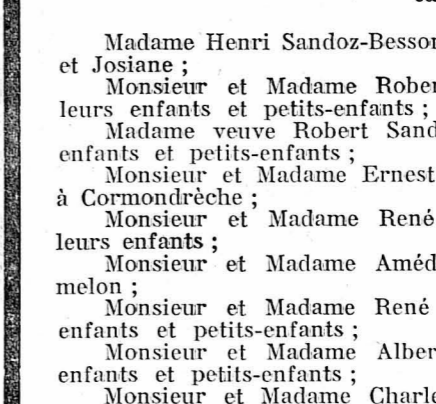 Madame Henri Sandoz-Besson
et Josiane ;
Monsieur et Madame Rober
leurs enfants et petits-enfants ;
Madame veuve Robert Sand
enfants et petits-enfants ;
Monsieur et Madame Ernest
à Cormondrèche ;
Monsieur et Madame René
leurs enfants ;
Monsieur et Madame Améd
melon ;
Monsieur et Madame René
enfants et petits-enfants ;
Monsieur et Madame Alber
enfants et petits-enfants ;
Monsieur et Madame Charle